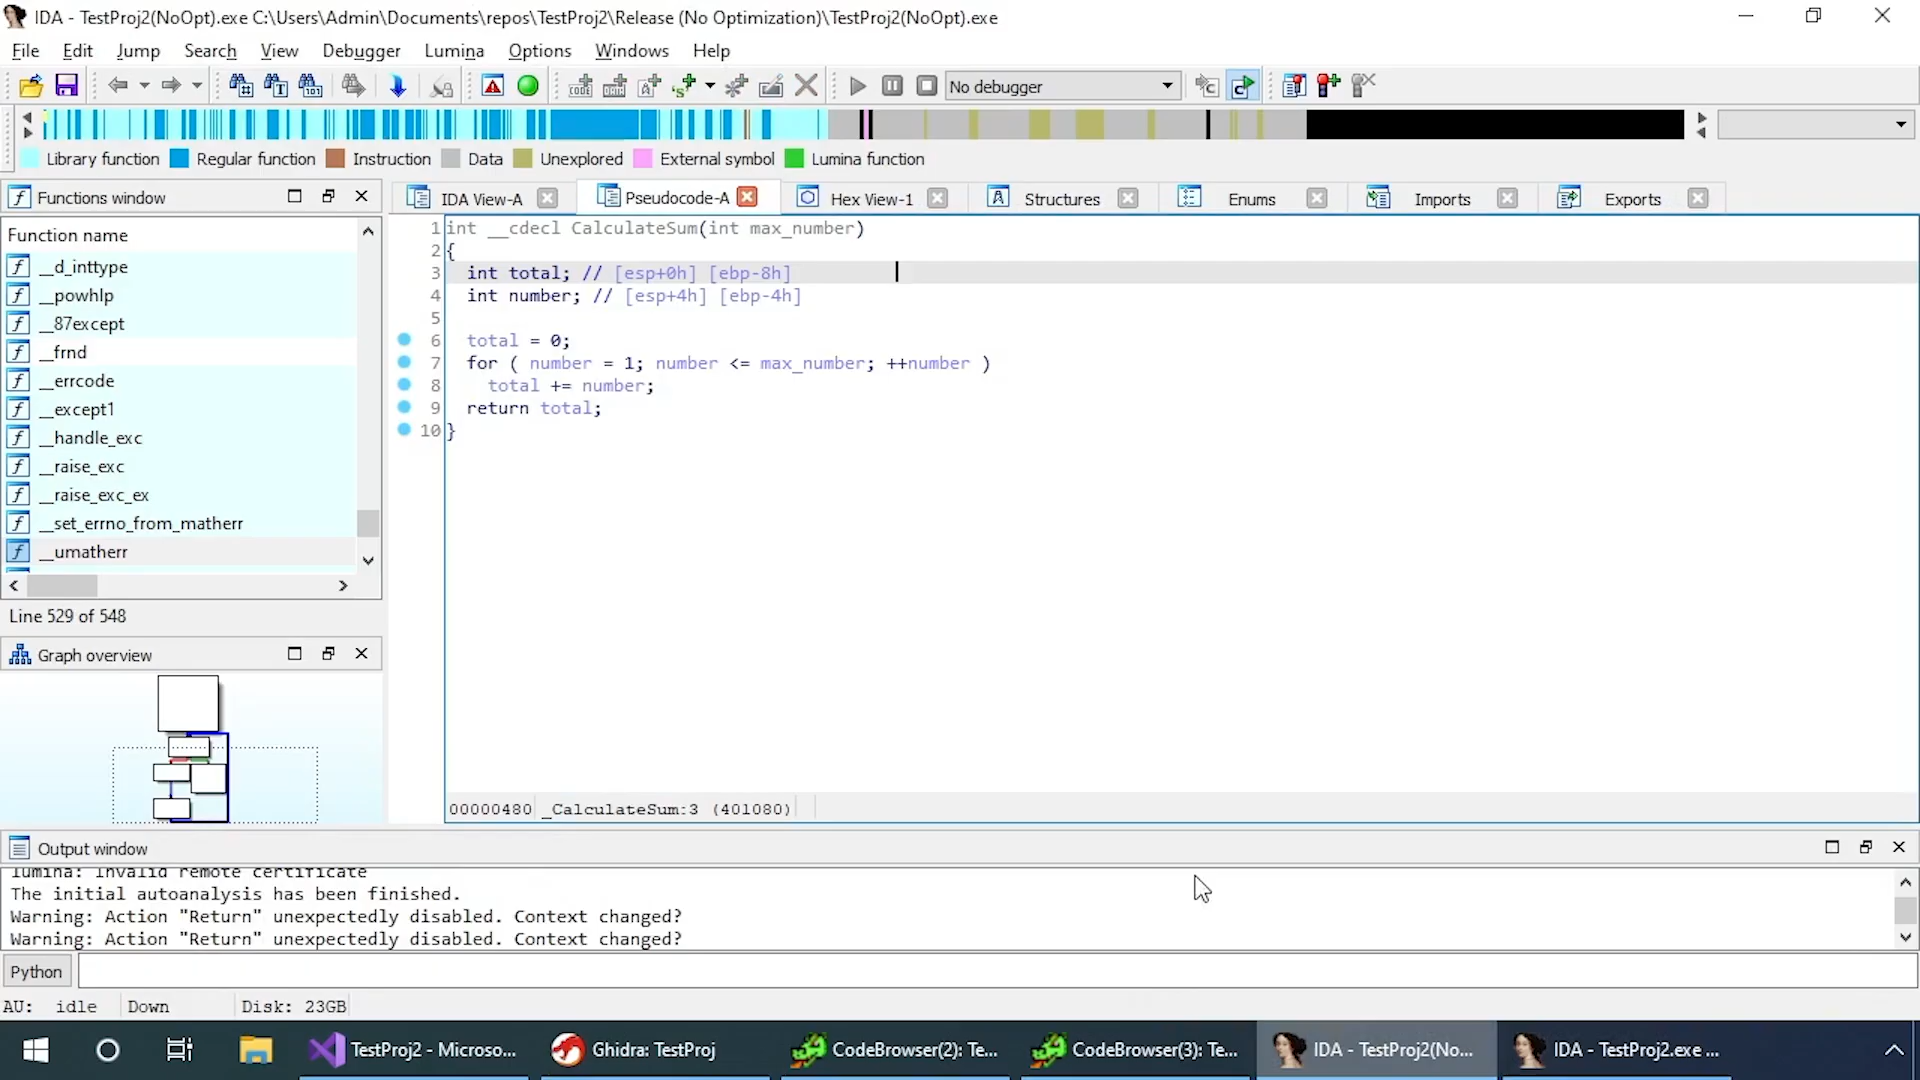 IDA - TestProj2(NoOpt).exe C:\Users\Admin\Documents\repos\TestProj2\Release (No Optimization)\TestProj2(NoOpt).exe
File Edit Jump Search View Debugger Lumina Options Windows Help
No debugger
Library function Regular function Instruction Data Unexplored External symbol Lumina function
Functions window
Function name
__d_inttype
__powhlp
__87except
__frnd
__errcode
__except1
__handle_exc
__raise_exc
__raise_exc_ex
__set_errno_from_matherr
__umatherr
Line 529 of 548
Graph overview
IDA View-A Pseudocode-A Hex View-1 Structures Enums Imports Exports
1 int __cdecl CalculateSum(int max_number)
2 {
3 int total; // [esp+0h] [ebp-8h]
4 int number; // [esp+4h] [ebp-4h]
5
6 total = 0;
7 for ( number = 1; number <= max_number; ++number )
8 total += number;
9 return total;
10 }
00000480 _CalculateSum:3 (401080)
Output window
lumina: Invalid remote certificate
The initial autoanalysis has been finished.
Warning: Action "Return" unexpectedly disabled. Context changed?
Warning: Action "Return" unexpectedly disabled. Context changed?
Python
AU: idle Down Disk: 23GB
TestProj2 - Microso... Ghidra: TestProj CodeBrowser(2): Te... CodeBrowser(3): Te... IDA - TestProj2(No... IDA - TestProj2.exe ...